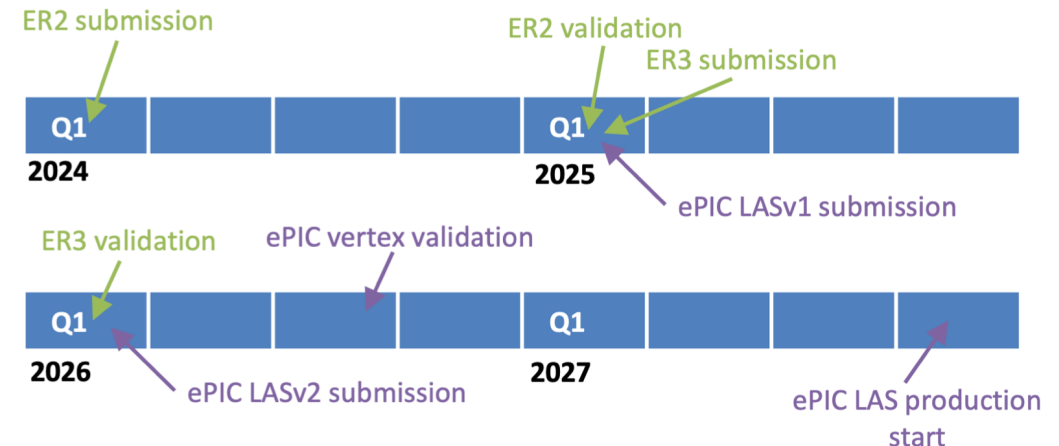 ER2 submission
ER2 validation
ER3 submission
Q1
Q1
2024
2025
ePIC LASv1 submission
ER3 validation
ePIC vertex validation
Q1
Q1
2026
2027
ePIC LASv2 submission
ePIC LAS production
start